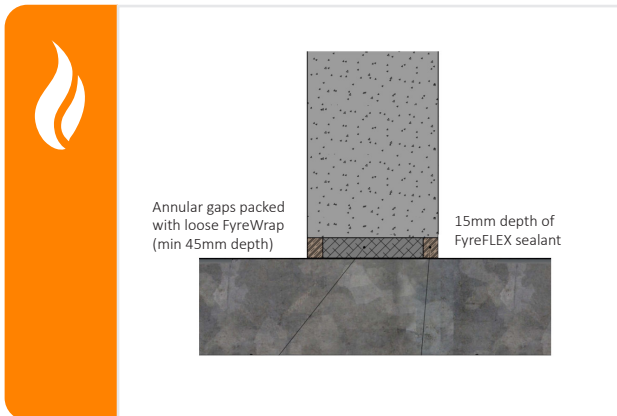 Annular gaps packed
with loose FyreWrap
(min 45mm depth)
15mm depth of
FyreFLEX sealant